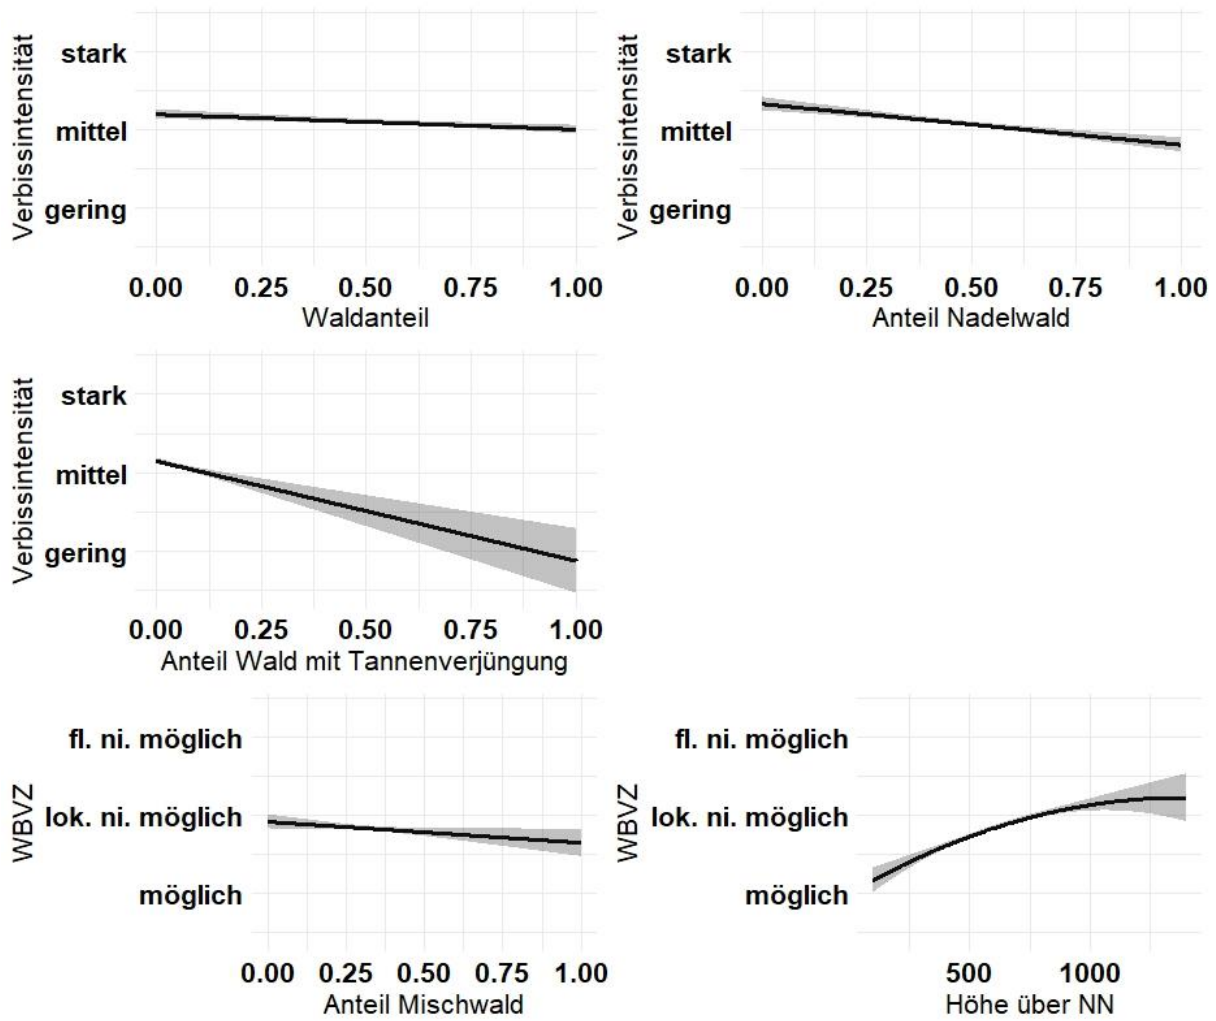 Verbissintensität
stark
mittel
gering
0.00 0.25 0.50 0.75 1.00
Waldanteil
Verbissintensität
stark
mittel
gering
0.00 0.25 0.50 0.75 1.00
Anteil Nadelwald
Verbissintensität
stark
mittel
gering
0.00 0.25 0.50 0.75 1.00
Anteil Wald mit Tannenverjüngung
WBVZ
fl. ni. möglich
lok. ni. möglich
möglich
0.00 0.25 0.50 0.75 1.00
Anteil Mischwald
WBVZ
fl. ni. möglich
lok. ni. möglich
möglich
500 1000
Höhe über NN